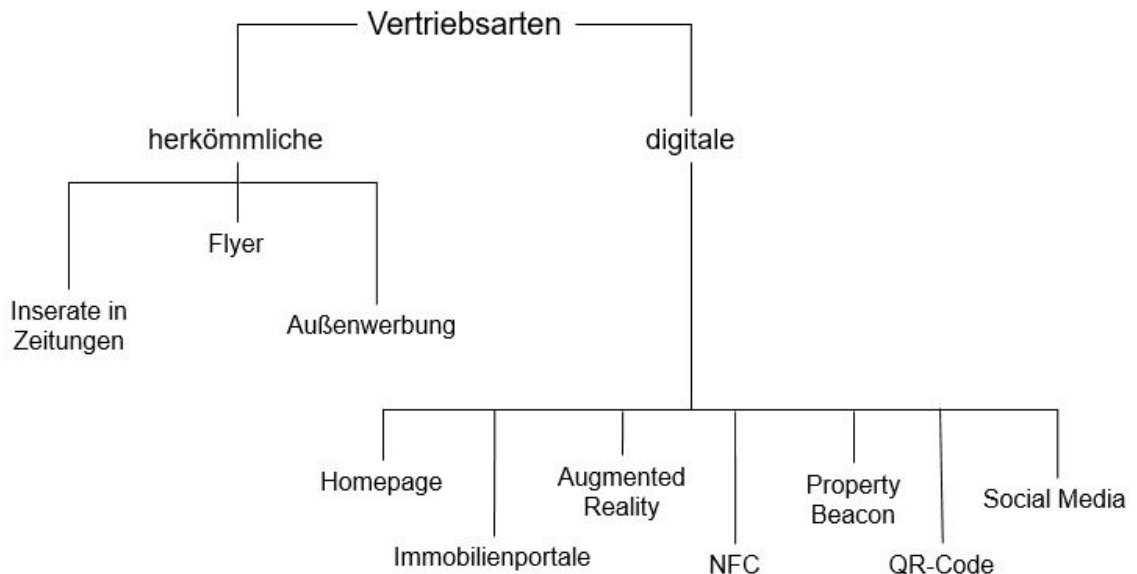 Vertriebsarten
herkömmliche
digitale
Flyer
Inserate in
Zeitungen
Außenwerbung
Homepage
Immobilienportale
Augmented
Reality
NFC
Property
Beacon
QR-Code
Social Media